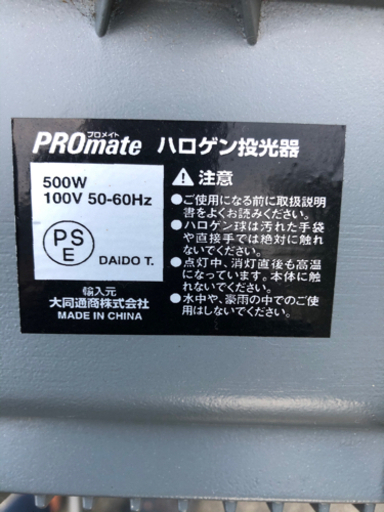 プロメイト
PROmate ハロゲン投光器
500W
100V 50-60Hz
PS
E
DAIDO T.
輸入元
大同通商株式会社
MADE IN CHINA
注意
●ご使用になる前に取扱説明
書をよくお読みください。
●ハロゲン球は汚れた手袋
や直接手では絶対に触れ
ないでください。
●点灯中、消灯直後も高温
になっています。本体に触
れないでください。
●水中や、豪雨の中でのご使
用はしないでください。